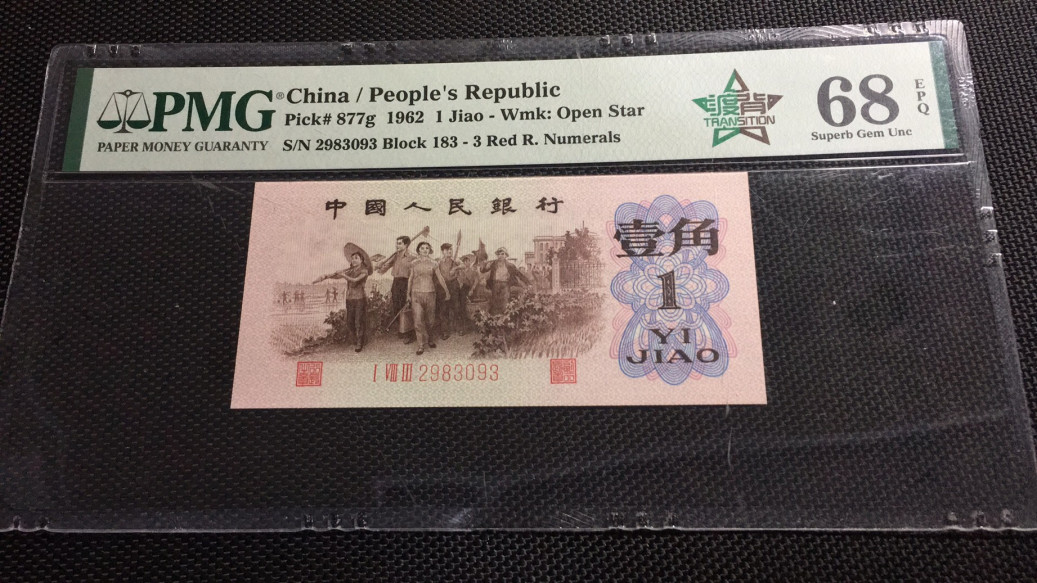 PMG®
PAPER MONEY GUARANTY
China / People's Republic
Pick# 877g 1962 1 Jiao - Wmk: Open Star
S/N 2983093 Block 183 - 3 Red R. Numerals
渡背
TRANSITION
68 EPQ
Superb Gem Unc
中國人民銀行
壹角
1
YI
JIAO
I VIII III 2983093